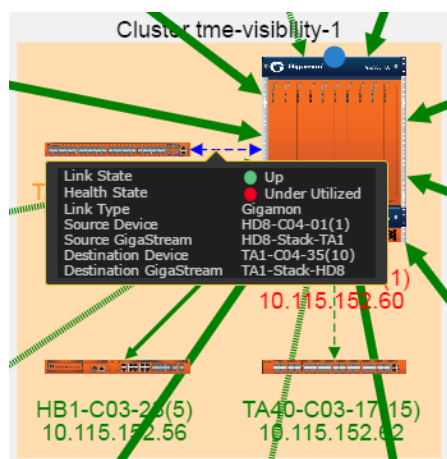 Cluster tme-visibility-1
Gigamon
Link State Up
Health State Under Utilized
Link Type Gigamon
Source Device HD8-C04-01(1)
Source GigaStream HD8-Stack-TA1
Destination Device TA1-C04-35(10)
Destination GigaStream TA1-Stack-HD8
(1)
10.115.152.60
HB1-C03-26(5) TA40-C03-17(15)
10.115.152.56 10.115.152.62